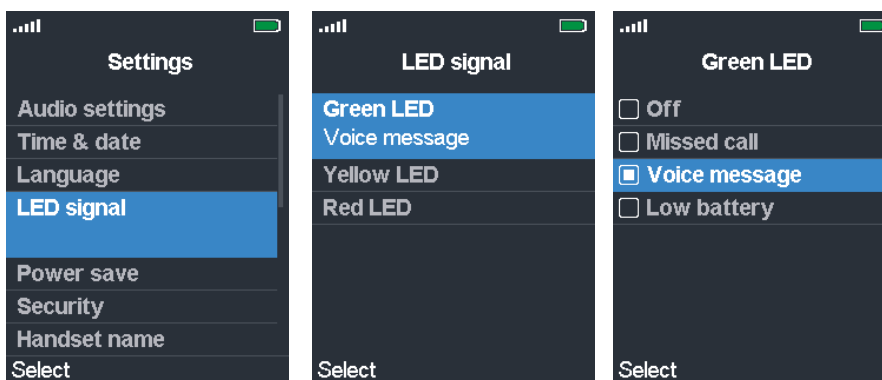 Settings
Audio settings
Time & date
Language
LED signal
Power save
Security
Handset name
Select
LED signal
Green LED
Voice message
Yellow LED
Red LED
Select
Green LED
Off
Missed call
Voice message
Low battery
Select